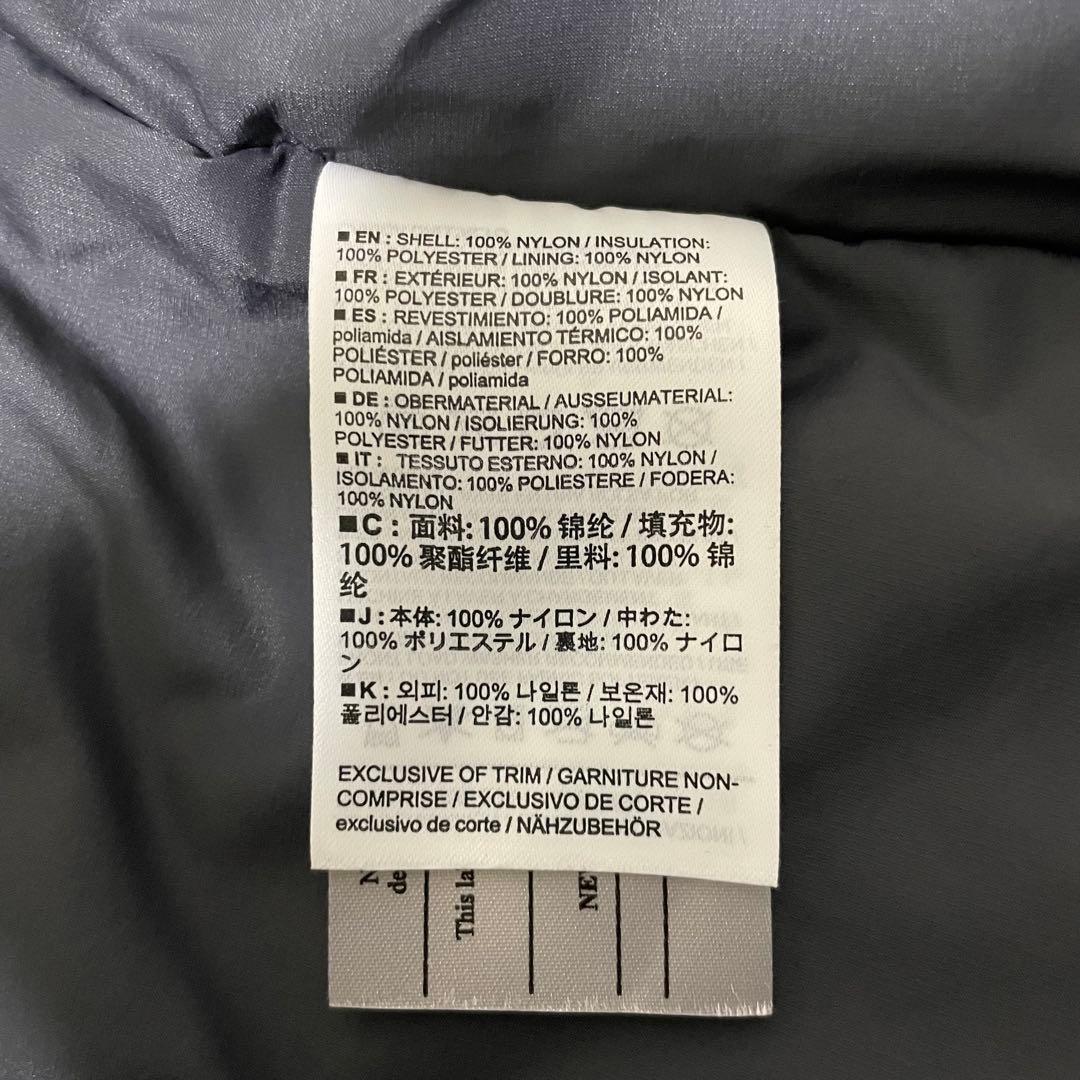 ■ EN : SHELL: 100% NYLON / INSULATION:
100% POLYESTER / LINING: 100% NYLON
■ FR : EXTÉRIEUR: 100% NYLON / ISOLANT:
100% POLYESTER / DOUBLURE: 100% NYLON
■ ES : REVESTIMIENTO: 100% POLIAMIDA /
poliamida / AISLAMIENTO TÉRMICO: 100%
POLIÉSTER / poliéster / FORRO: 100%
POLIAMIDA / poliamida
■ DE : OBERMATERIAL / AUSSEUMATERIAL:
100% NYLON / ISOLIERUNG: 100%
POLYESTER / FUTTER: 100% NYLON
■ IT : TESSUTO ESTERNO: 100% NYLON /
ISOLAMENTO: 100% POLIESTERE / FODERA:
100% NYLON
■ C : 面料: 100% 锦纶 / 填充物:
100% 聚酯纤维 / 里料: 100% 锦
纶
■ J : 本体: 100% ナイロン / 中わた:
100% ポリエステル / 裏地: 100% ナイロ
ン
■ K : 외피: 100% 나일론 / 보온재: 100%
폴리에스터 / 안감: 100% 나일론
EXCLUSIVE OF TRIM / GARNITURE NON-
COMPRISE / EXCLUSIVO DE CORTE /
exclusivo de corte / NÄHZUBEHÖR
de
This